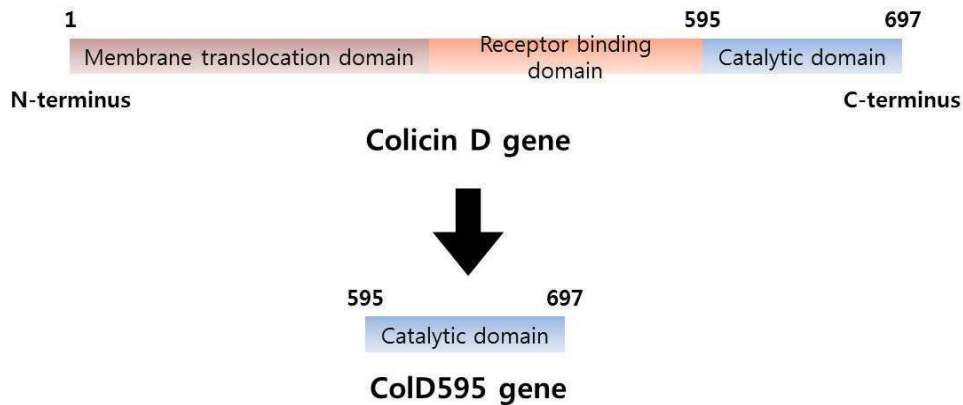 1 595 697
Membrane translocation domain
Receptor binding
domain
Catalytic domain
N-terminus
C-terminus
Colicin D gene
595 697
Catalytic domain
ColD595 gene